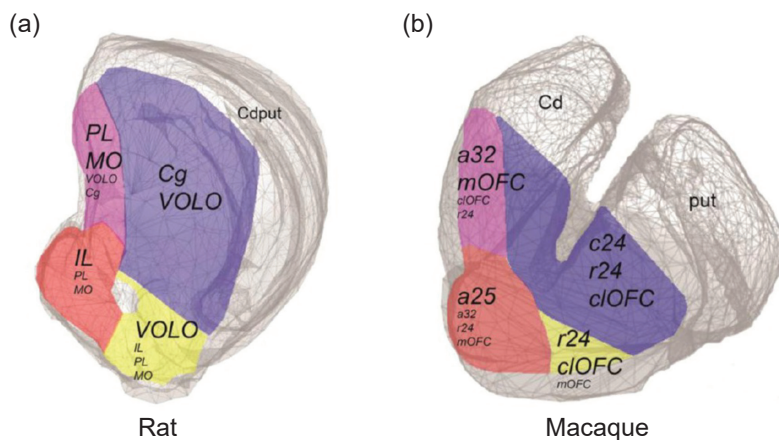 (a)
Cdput
PL
MO
VOLO
Cg
Cg
VOLO
IL
PL
MO
VOLO
IL
PL
MO
Rat
(b)
Cd
put
a32
mOFC
clOFC
r24
c24
r24
clOFC
a25
a32
r24
mOFC
r24
clOFC
mOFC
Macaque